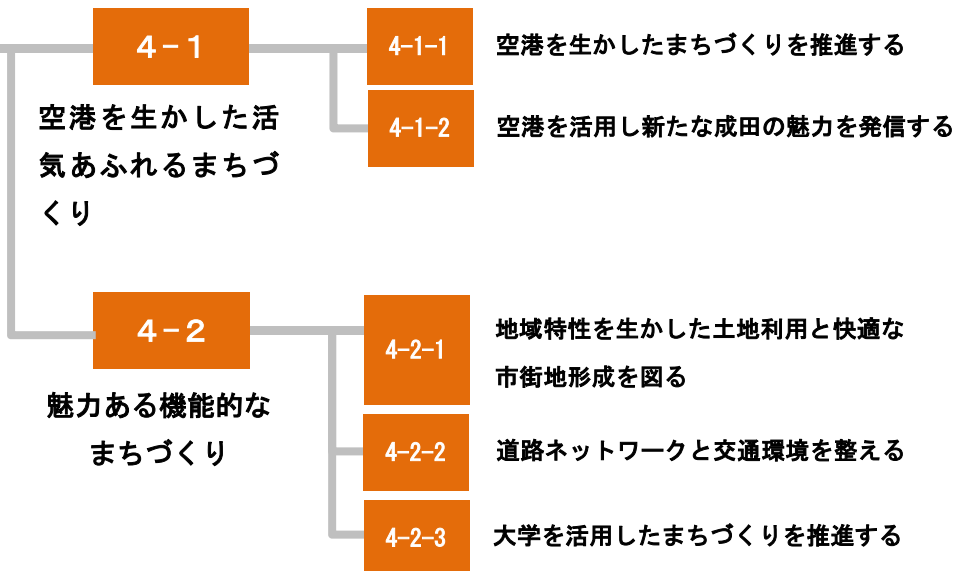 4-1
空港を生かした活
気あふれるまちづ
くり
4-1-1
空港を生かしたまちづくりを推進する
4-1-2
空港を活用し新たな成田の魅力を発信する
4-2
魅力ある機能的な
まちづくり
4-2-1
地域特性を生かした土地利用と快適な
市街地形成を図る
4-2-2
道路ネットワークと交通環境を整える
4-2-3
大学を活用したまちづくりを推進する